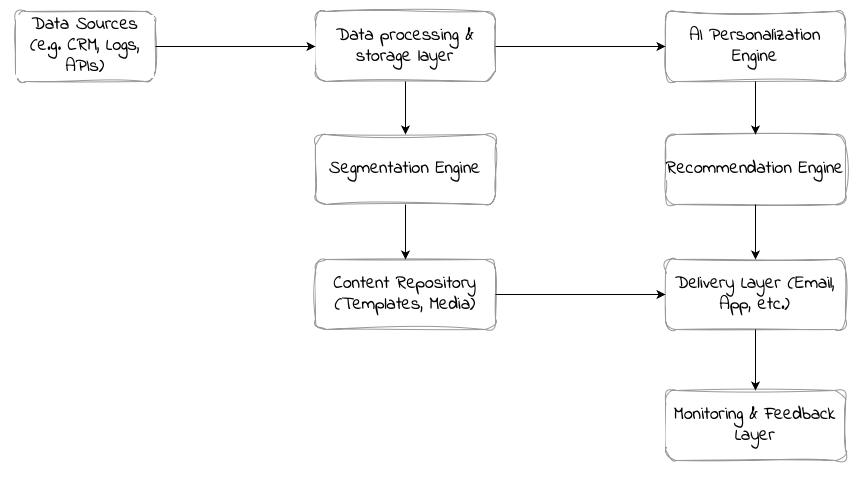 Data Sources
(e.g. CRM, Logs,
APIs)
Data processing &
storage layer
AI Personalization
Engine
Segmentation Engine
Recommendation Engine
Content Repository
(Templates, Media)
Delivery Layer (Email,
App, etc.)
Monitoring & Feedback
Layer